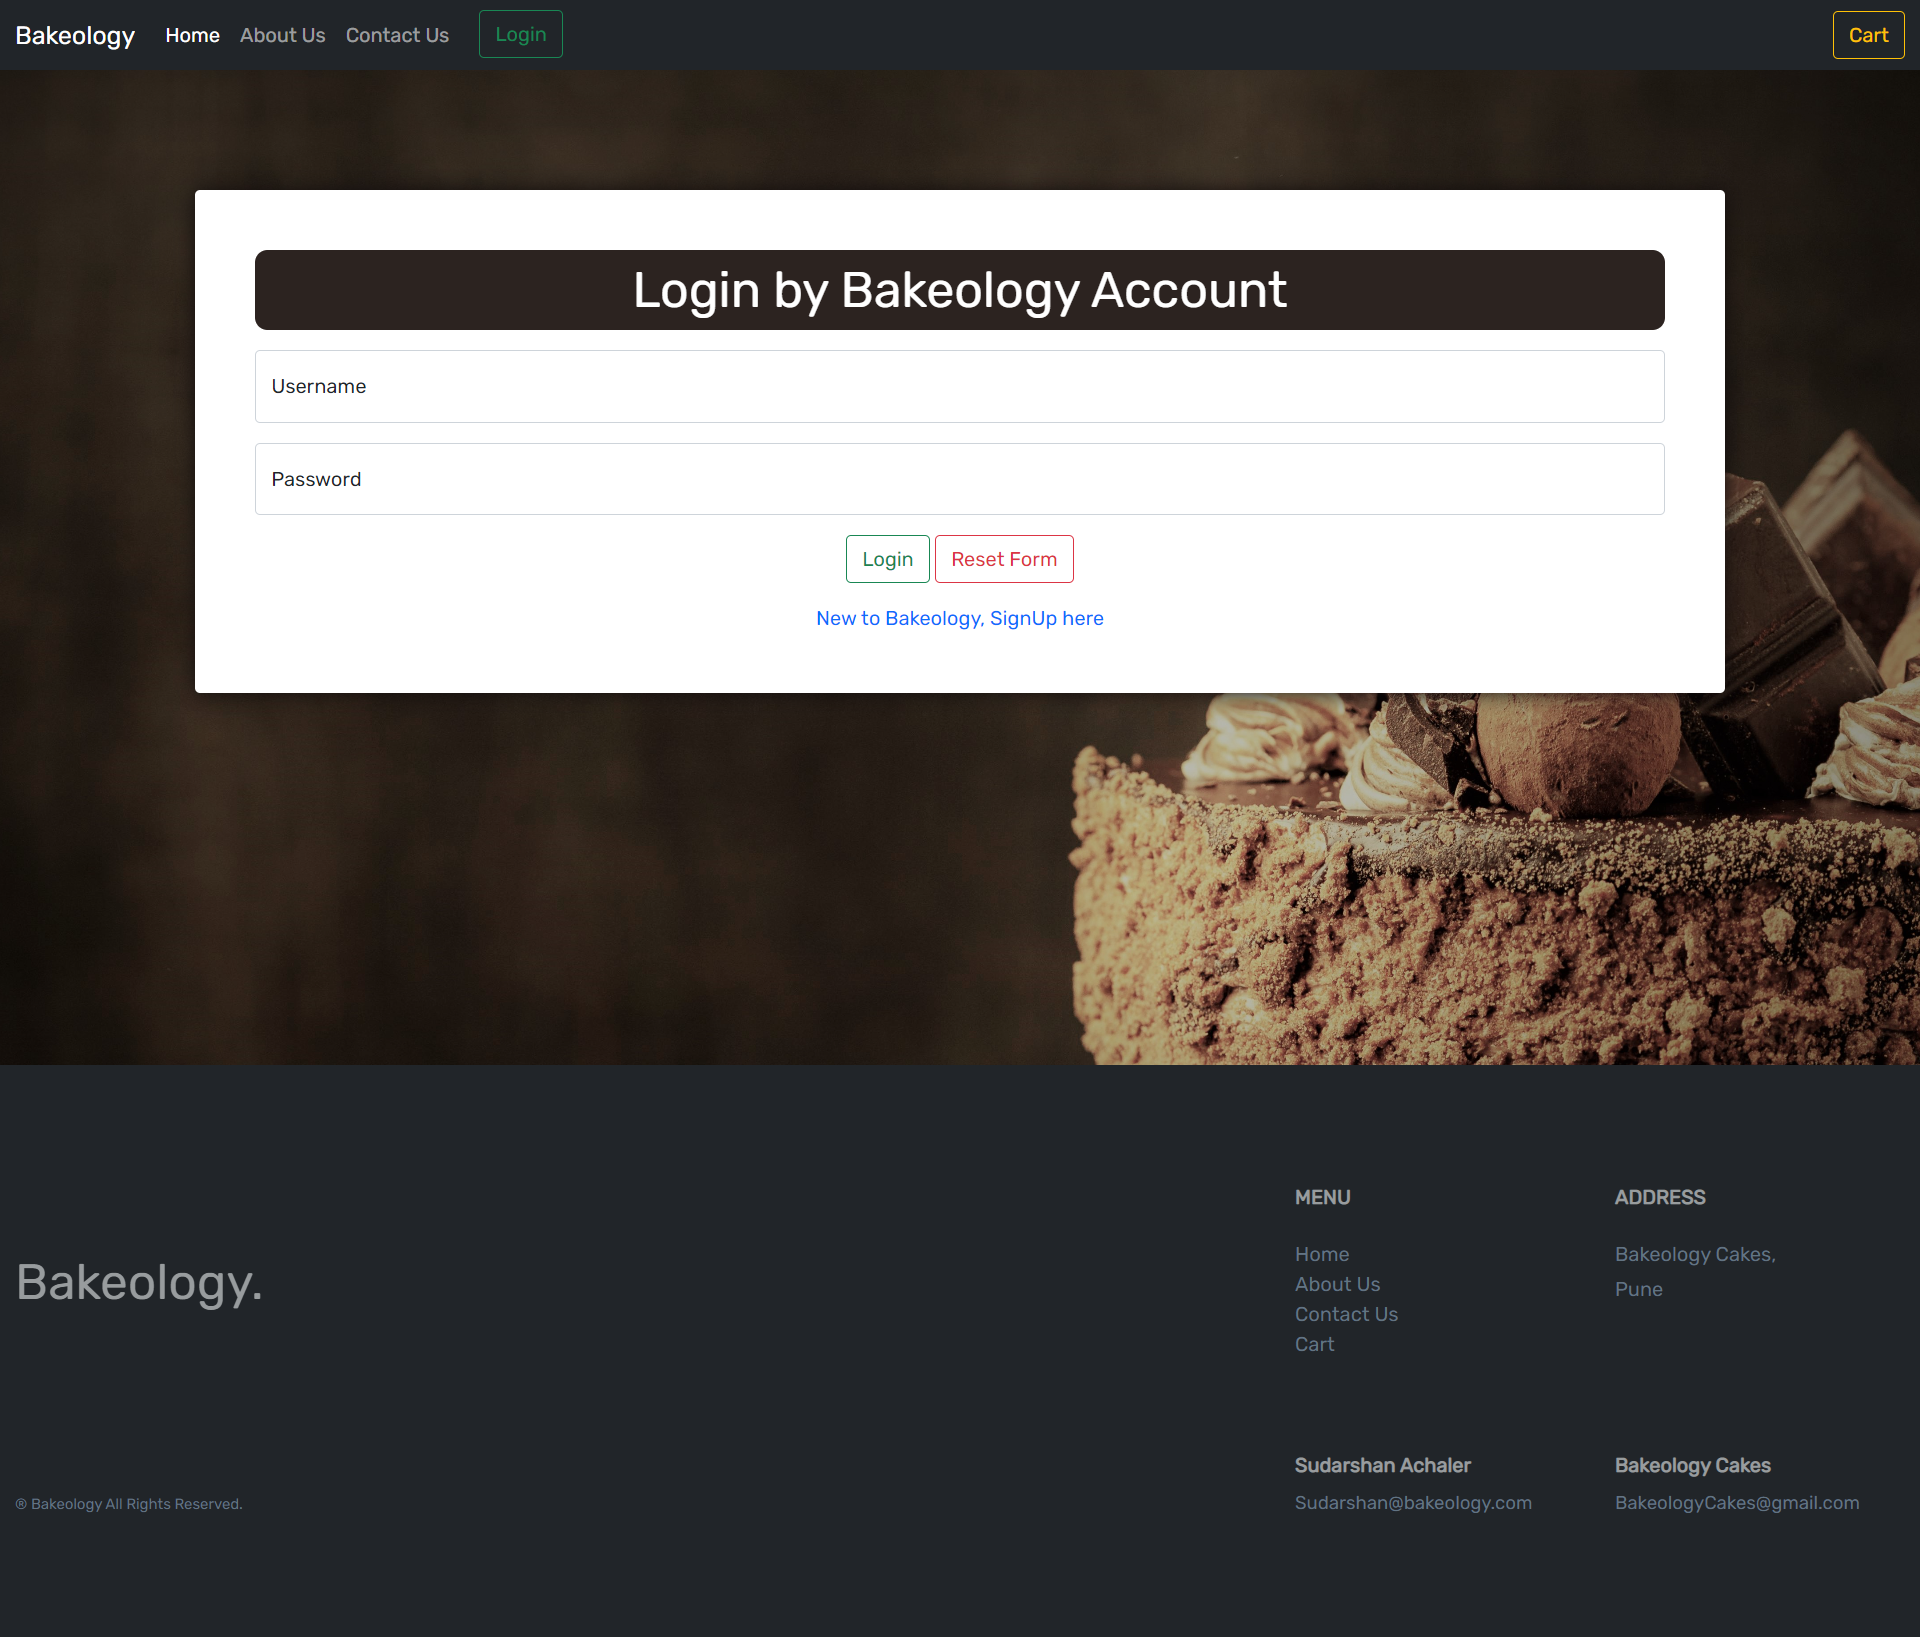 Bakeology Home About Us Contact Us Login Cart
Login by Bakeology Account
Username
Password
Login Reset Form
New to Bakeology, SignUp here
Bakeology.
MENU
Home
About Us
Contact Us
Cart
ADDRESS
Bakeology Cakes,
Pune
® Bakeology All Rights Reserved.
Sudarshan Achaler
Sudarshan@bakeology.com
Bakeology Cakes
BakeologyCakes@gmail.com